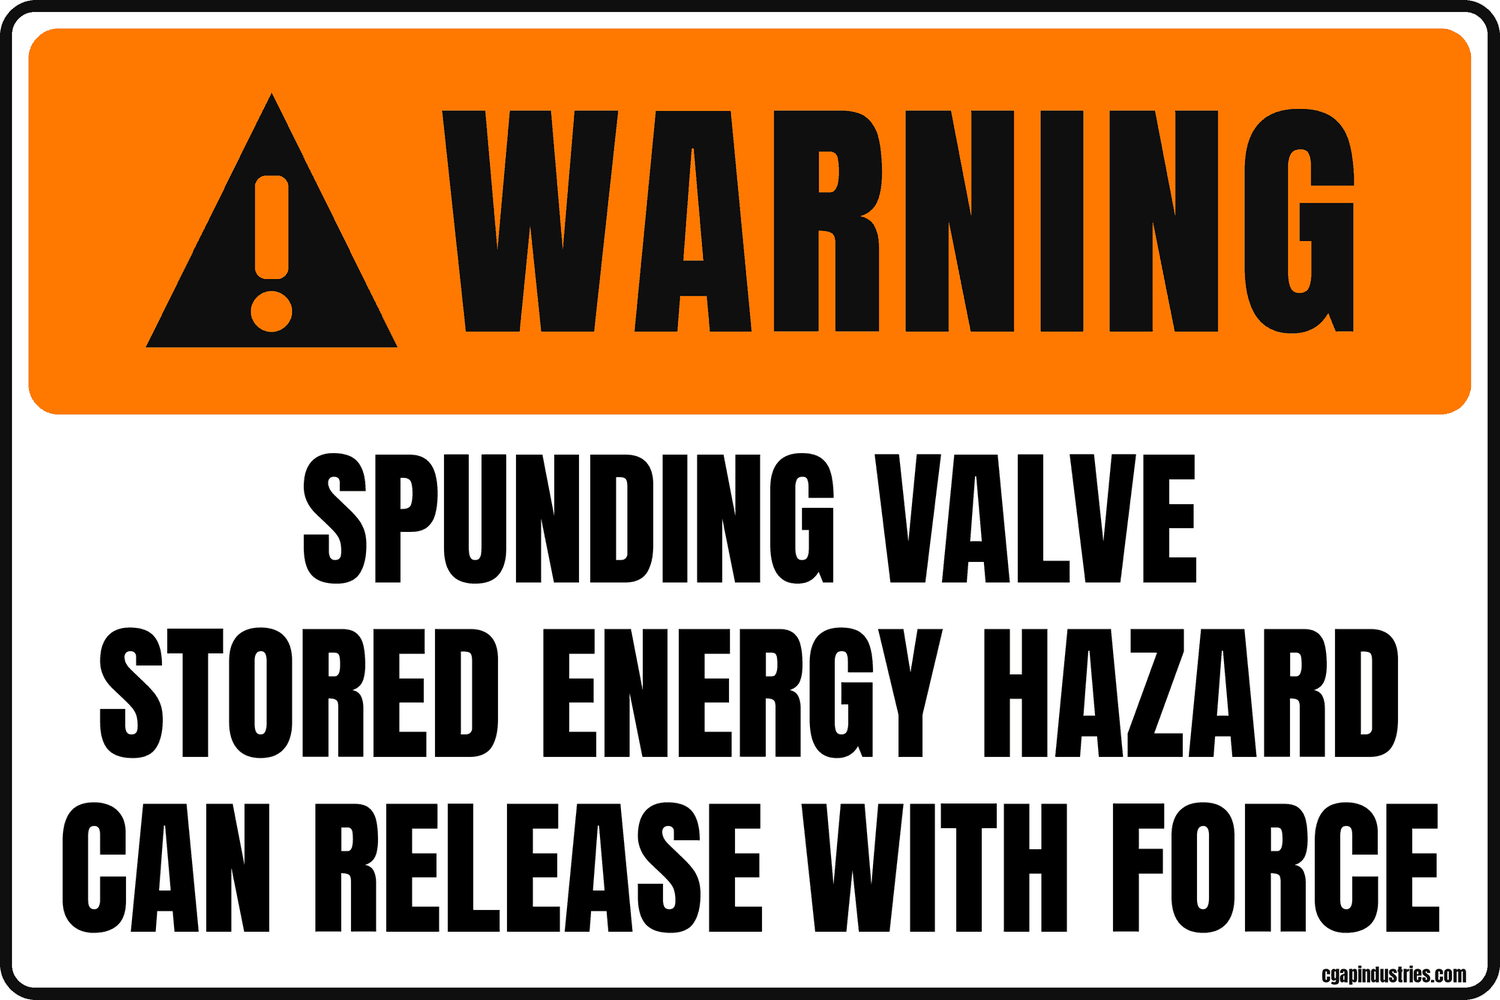 WARNING
SPUNDING VALVE
STORED ENERGY HAZARD
CAN RELEASE WITH FORCE
cgapindustries.com